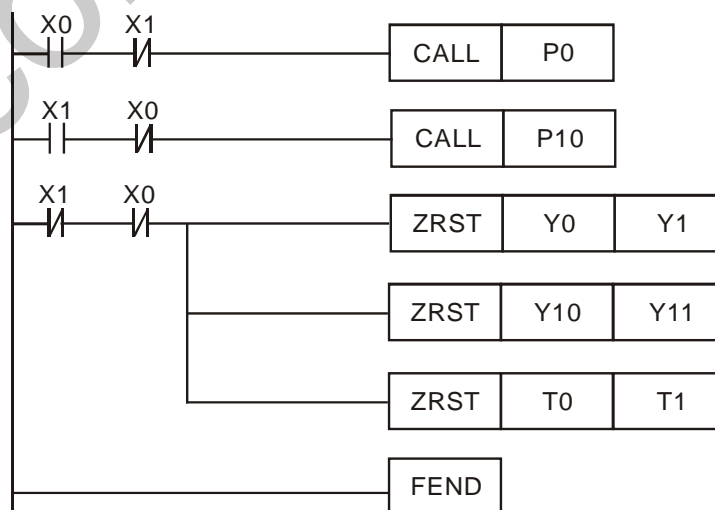 X0 X1
CALL P0
X1 X0
CALL P10
X1 X0
ZRST Y0 Y1
ZRST Y10 Y11
ZRST T0 T1
FEND